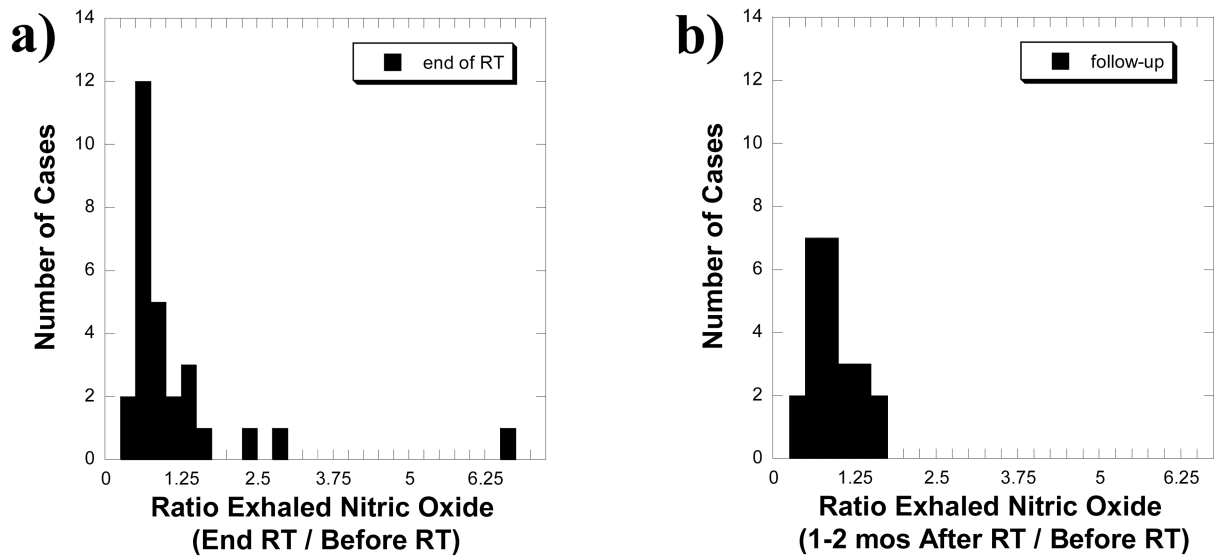 a)
14
12
10
8
6
4
2
0
Number of Cases
end of RT
0 1.25 2.5 3.75 5 6.25
Ratio Exhaled Nitric Oxide
(End RT / Before RT)
b)
14
12
10
8
6
4
2
0
Number of Cases
follow-up
0 1.25 2.5 3.75 5 6.25
Ratio Exhaled Nitric Oxide
(1-2 mos After RT / Before RT)